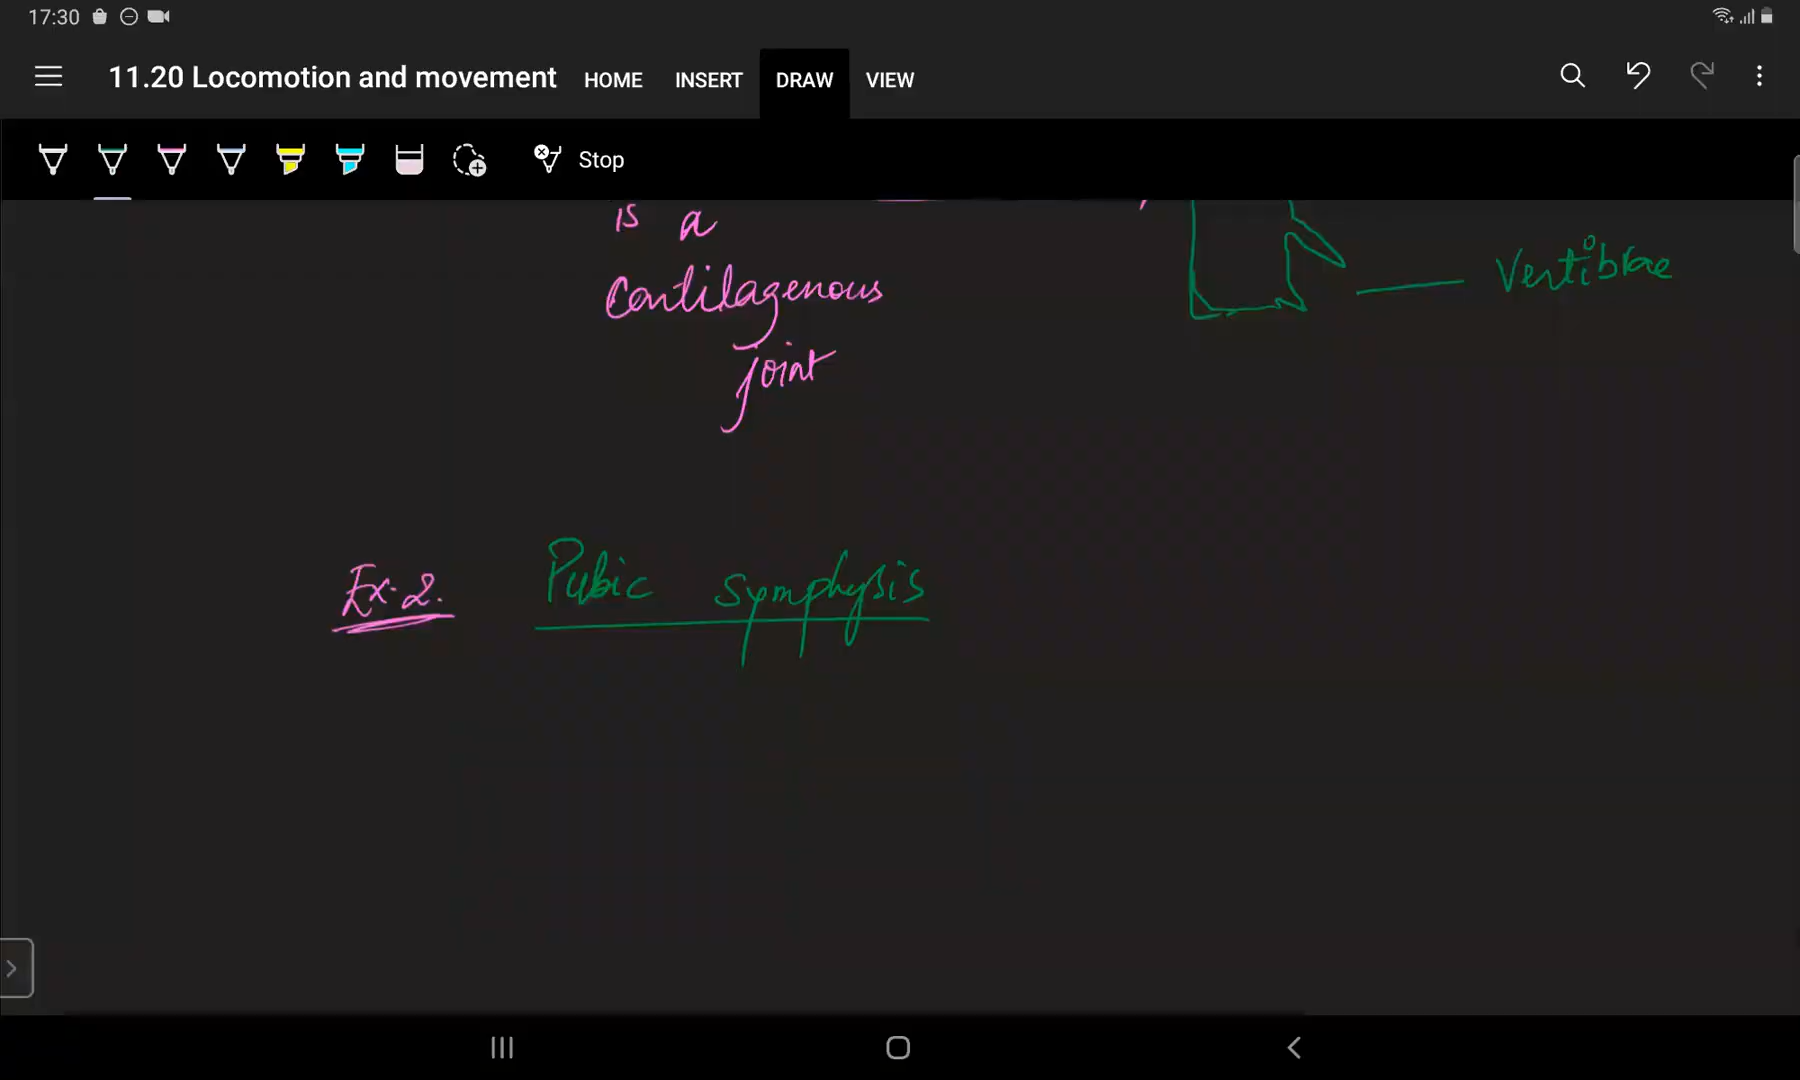 17:30
11.20 Locomotion and movement HOME INSERT DRAW VIEW
Stop
is a
Cartilagenous
joint
Vertibrae
Ex.2. Pubic symphysis